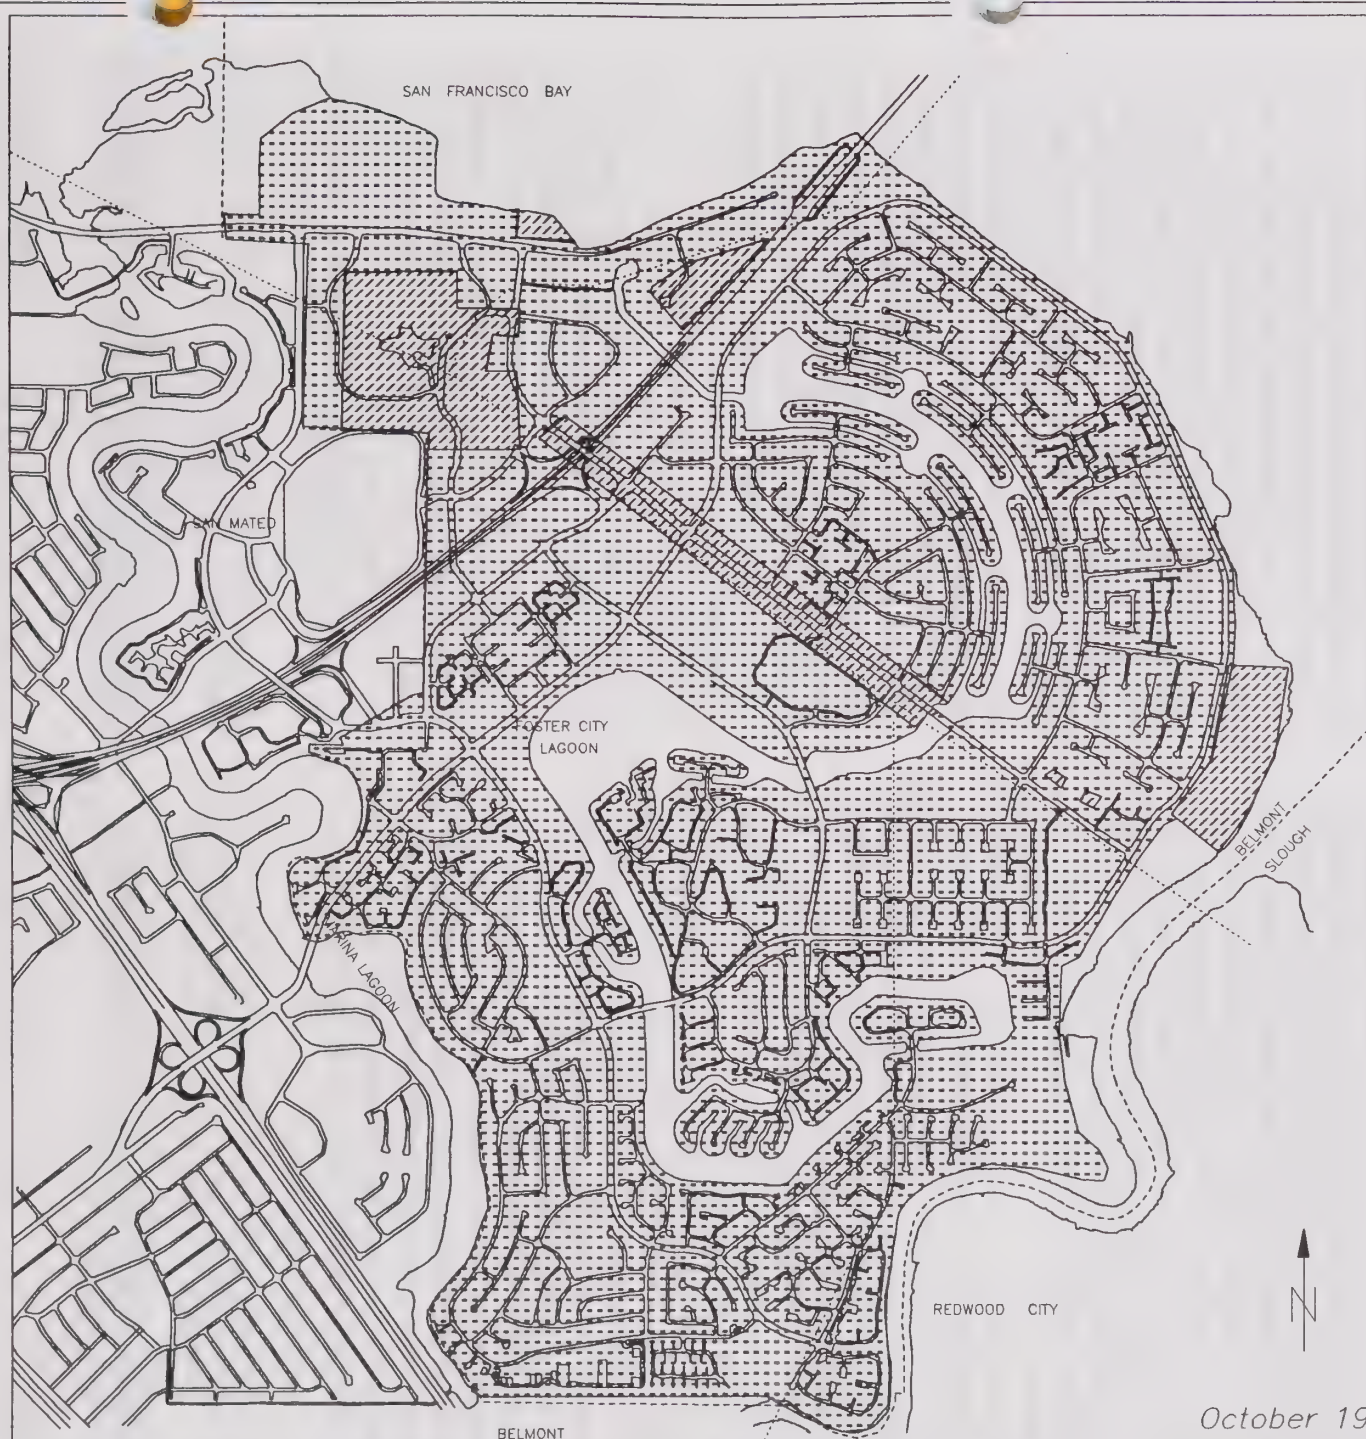 SAN FRANCISCO BAY
SAN MATEO
FOSTER CITY
LAGOON
BELMONT
SLOUGH
MARINA LAGOON
REDWOOD CITY
N
October 19
BELMONT